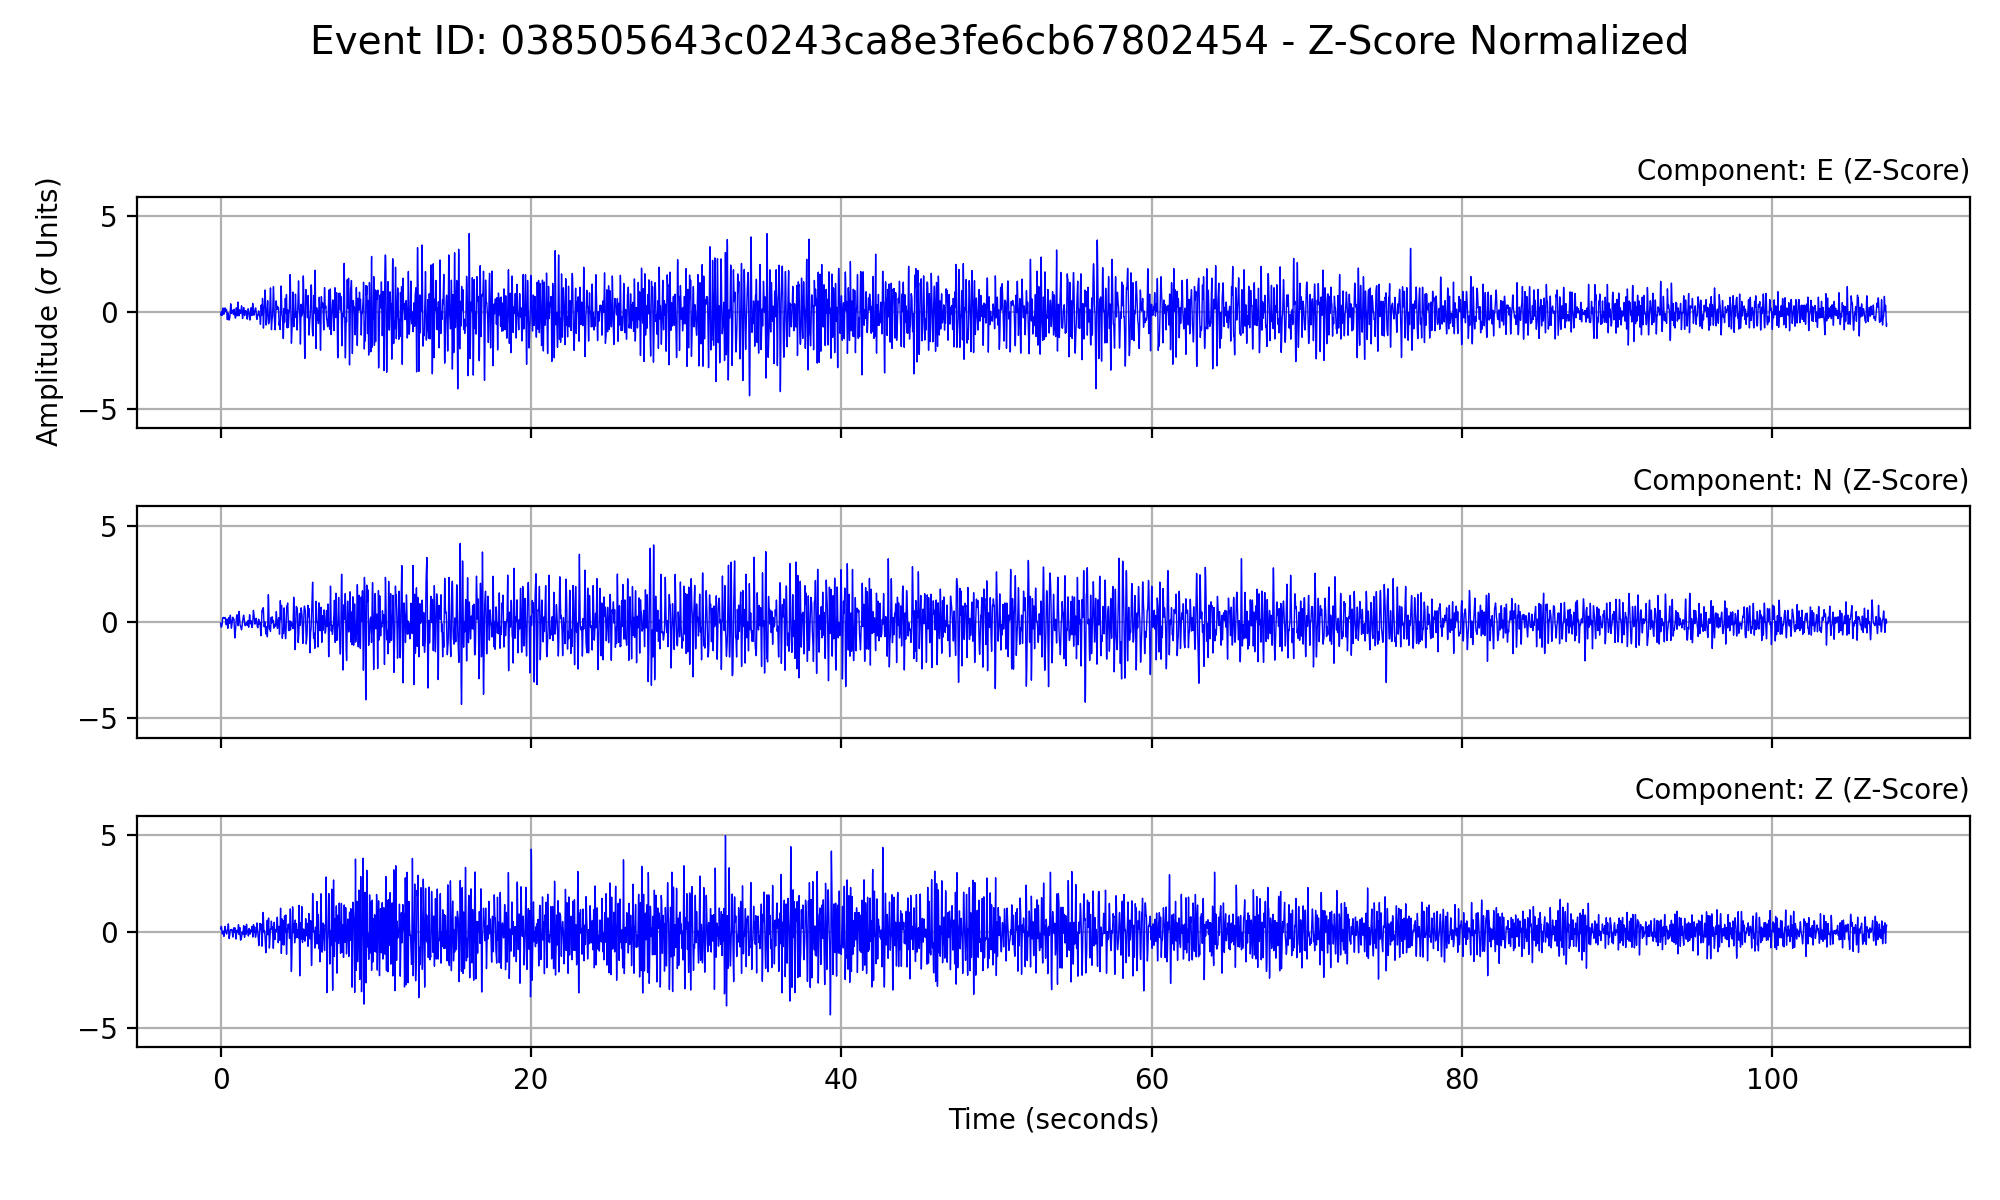 Event ID: 038505643c0243ca8e3fe6cb67802454 - Z-Score Normalized
Component: E (Z-Score)
Amplitude (σ Units)
5
0
−5
Component: N (Z-Score)
5
0
−5
Component: Z (Z-Score)
5
0
−5
0 20 40 60 80 100
Time (seconds)